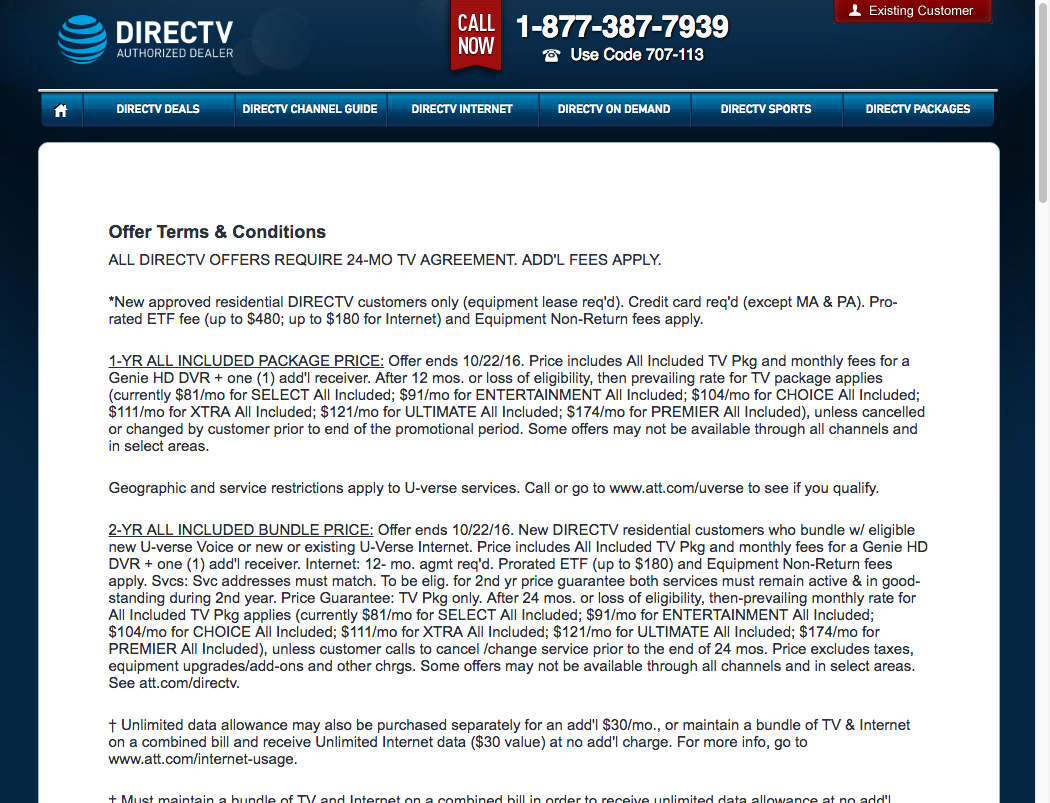 DIRECTV
AUTHORIZED DEALER
CALL
NOW
1-877-387-7939
Use Code 707-113
Existing Customer
DIRECTV DEALS
DIRECTV CHANNEL GUIDE
DIRECTV INTERNET
DIRECTV ON DEMAND
DIRECTV SPORTS
DIRECTV PACKAGES
Offer Terms & Conditions
ALL DIRECTV OFFERS REQUIRE 24-MO TV AGREEMENT. ADD'L FEES APPLY.
*New approved residential DIRECTV customers only (equipment lease req'd). Credit card req'd (except MA & PA). Pro-
rated ETF fee (up to $480; up to $180 for Internet) and Equipment Non-Return fees apply.
1-YR ALL INCLUDED PACKAGE PRICE: Offer ends 10/22/16. Price includes All Included TV Pkg and monthly fees for a
Genie HD DVR + one (1) add'l receiver. After 12 mos. or loss of eligibility, then prevailing rate for TV package applies
(currently $81/mo for SELECT All Included; $91/mo for ENTERTAINMENT All Included; $104/mo for CHOICE All Included;
$111/mo for XTRA All Included; $121/mo for ULTIMATE All Included; $174/mo for PREMIER All Included), unless cancelled
or changed by customer prior to end of the promotional period. Some offers may not be available through all channels and
in select areas.
Geographic and service restrictions apply to U-verse services. Call or go to www.att.com/uverse to see if you qualify.
2-YR ALL INCLUDED BUNDLE PRICE: Offer ends 10/22/16. New DIRECTV residential customers who bundle w/ eligible
new U-verse Voice or new or existing U-Verse Internet. Price includes All Included TV Pkg and monthly fees for a Genie HD
DVR + one (1) add'l receiver. Internet: 12- mo. agmt req'd. Prorated ETF (up to $180) and Equipment Non-Return fees
apply. Svcs: Svc addresses must match. To be elig. for 2nd yr price guarantee both services must remain active & in good-
standing during 2nd year. Price Guarantee: TV Pkg only. After 24 mos. or loss of eligibility, then-prevailing monthly rate for
All Included TV Pkg applies (currently $81/mo for SELECT All Included; $91/mo for ENTERTAINMENT All Included;
$104/mo for CHOICE All Included; $111/mo for XTRA All Included; $121/mo for ULTIMATE All Included; $174/mo for
PREMIER All Included), unless customer calls to cancel /change service prior to the end of 24 mos. Price excludes taxes,
equipment upgrades/add-ons and other chrgs. Some offers may not be available through all channels and in select areas.
See att.com/directv.
† Unlimited data allowance may also be purchased separately for an add'l $30/mo., or maintain a bundle of TV & Internet
on a combined bill and receive Unlimited Internet data ($30 value) at no add'l charge. For more info, go to
www.att.com/internet-usage.
‡ Must maintain a bundle of TV and Internet on a combined bill in order to receive unlimited data allowance at no add'l